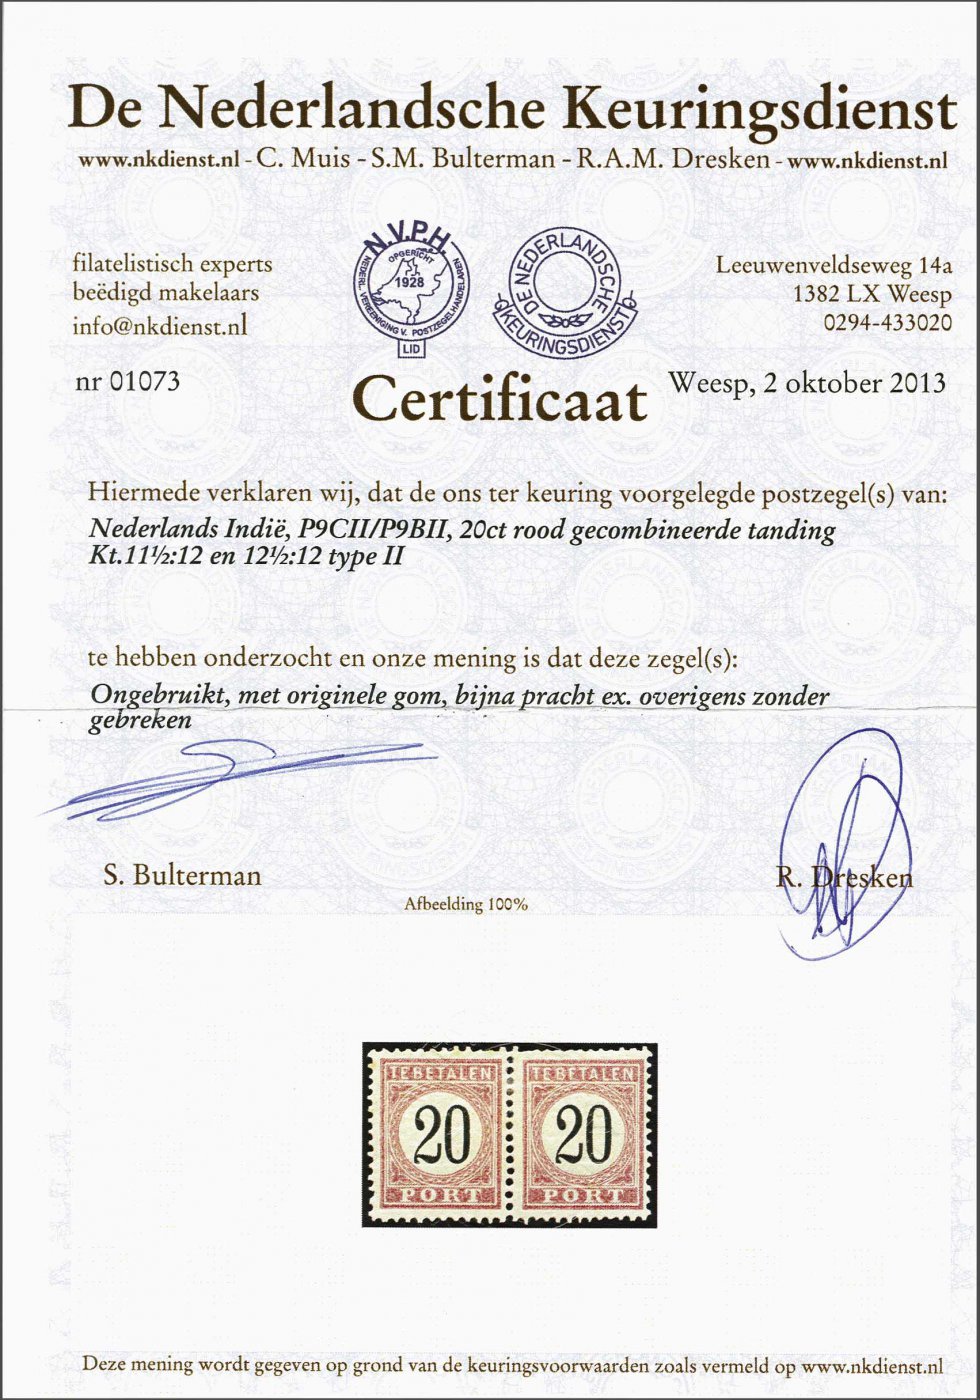 De Nederlandsche Keuringsdienst
www.nkdienst.nl - C. Muis - S.M. Bulterman - R.A.M. Dresken - www.nkdienst.nl
filatelistisch experts
beëdigd makelaars
info@nkdienst.nl
N.V.P.H.
OPGERICHT
1928
NEDERL. VEREENIGING V. POSTZEGELHANDELAREN
LID
DE NEDERLANDSCHE
KEURINGSDIENST
Leeuwenveldseweg 14a
1382 LX Weesp
0294-433020
nr 01073
Certificaat
Weesp, 2 oktober 2013
Hiermede verklaren wij, dat de ons ter keuring voorgelegde postzegel(s) van:
Nederlands Indië, P9CII/P9BII, 20ct rood gecombineerde tanding
Kt.11½:12 en 12½:12 type II
te hebben onderzocht en onze mening is dat deze zegel(s):
Ongebruikt, met originele gom, bijna pracht ex. overigens zonder
gebreken
S. Bulterman
R. Dresken
Afbeelding 100%
TE BETALEN
20
PORT
TE BETALEN
20
PORT
Deze mening wordt gegeven op grond van de keuringsvoorwaarden zoals vermeld op www.nkdienst.nl